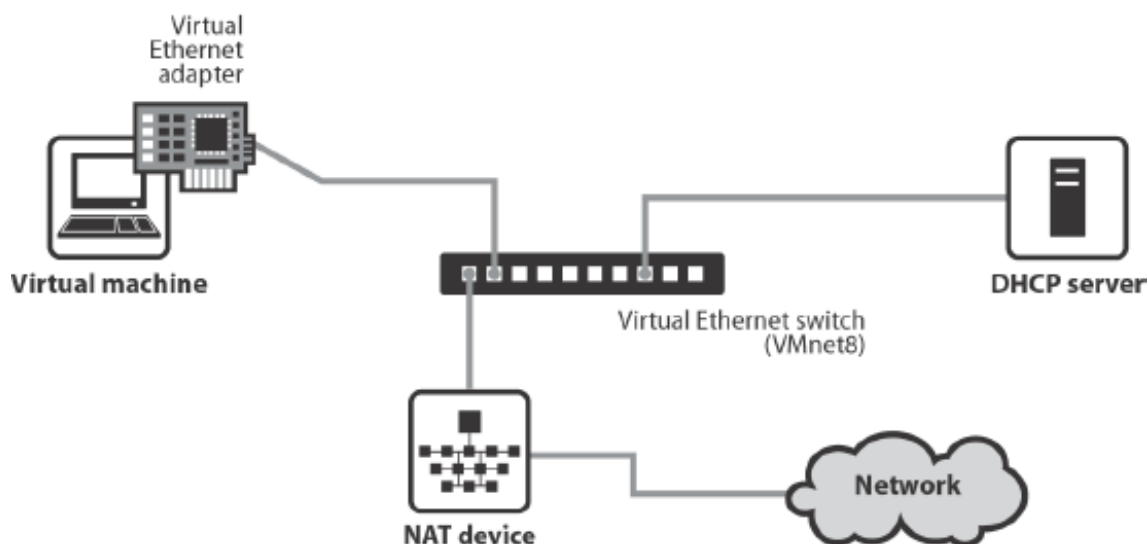 Virtual
Ethernet
adapter
Virtual machine
DHCP server
Virtual Ethernet switch
(VMnet8)
Network
NAT device